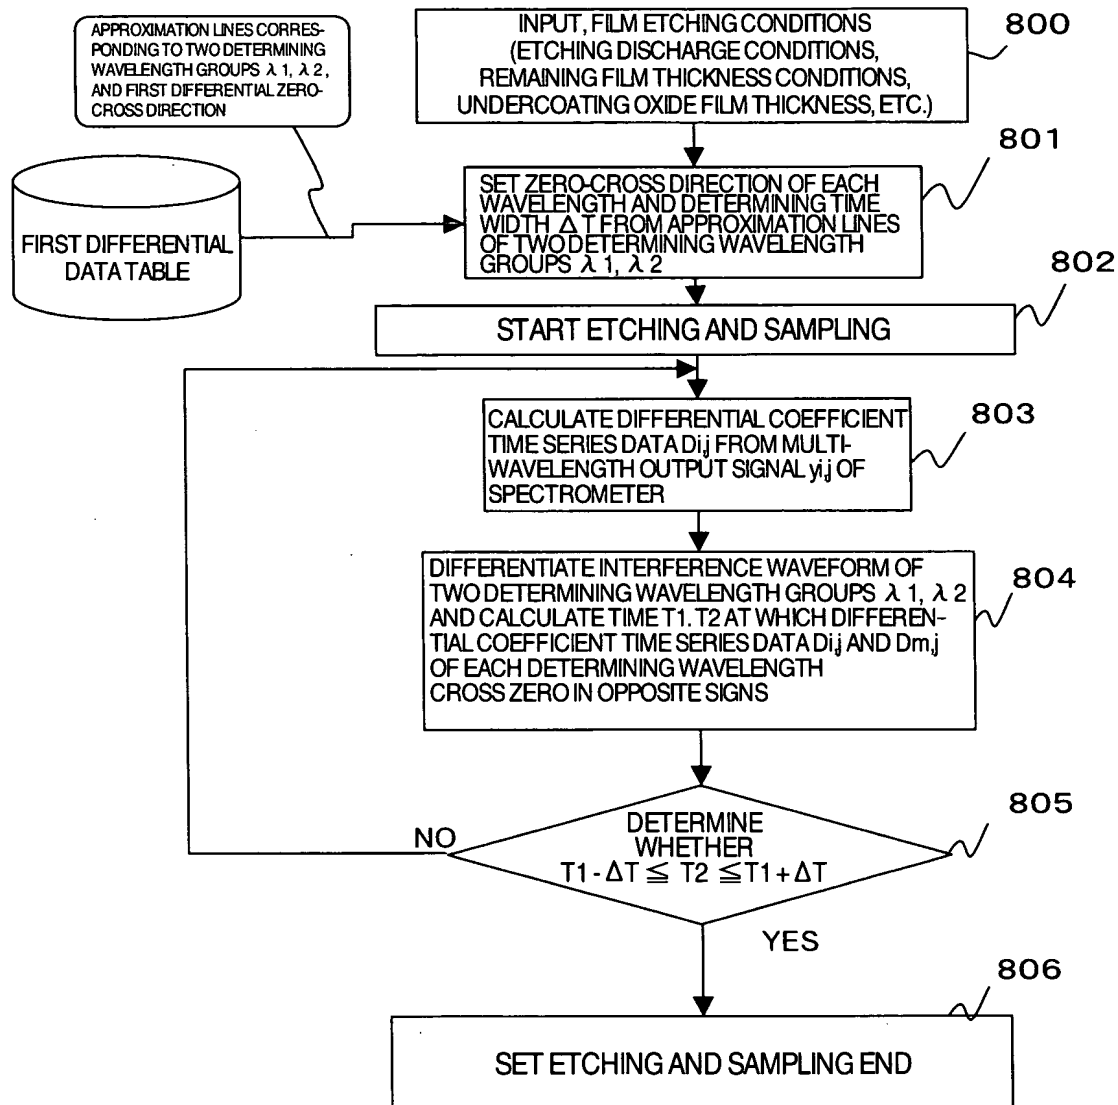 APPROXIMATION LINES CORRES-
PONDING TO TWO DETERMINING
WAVELENGTH GROUPS λ1, λ2,
AND FIRST DIFFERENTIAL ZERO-
CROSS DIRECTION
FIRST DIFFERENTIAL
DATA TABLE
INPUT, FILM ETCHING CONDITIONS
(ETCHING DISCHARGE CONDITIONS,
REMAINING FILM THICKNESS CONDITIONS,
UNDERCOATING OXIDE FILM THICKNESS, ETC.)
800
SET ZERO-CROSS DIRECTION OF EACH
WAVELENGTH AND DETERMINING TIME
WIDTH ΔT FROM APPROXIMATION LINES
OF TWO DETERMINING WAVELENGTH
GROUPS λ1, λ2
801
START ETCHING AND SAMPLING
802
CALCULATE DIFFERENTIAL COEFFICIENT
TIME SERIES DATA Di,j FROM MULTI-
WAVELENGTH OUTPUT SIGNAL yi,j OF
SPECTROMETER
803
DIFFERENTIATE INTERFERENCE WAVEFORM OF
TWO DETERMINING WAVELENGTH GROUPS λ1, λ2
AND CALCULATE TIME T1. T2 AT WHICH DIFFEREN-
TIAL COEFFICIENT TIME SERIES DATA Di,j AND Dm,j
OF EACH DETERMINING WAVELENGTH
CROSS ZERO IN OPPOSITE SIGNS
804
DETERMINE
WHETHER
T1-ΔT ≦ T2 ≦ T1+ΔT
805
NO
YES
SET ETCHING AND SAMPLING END
806